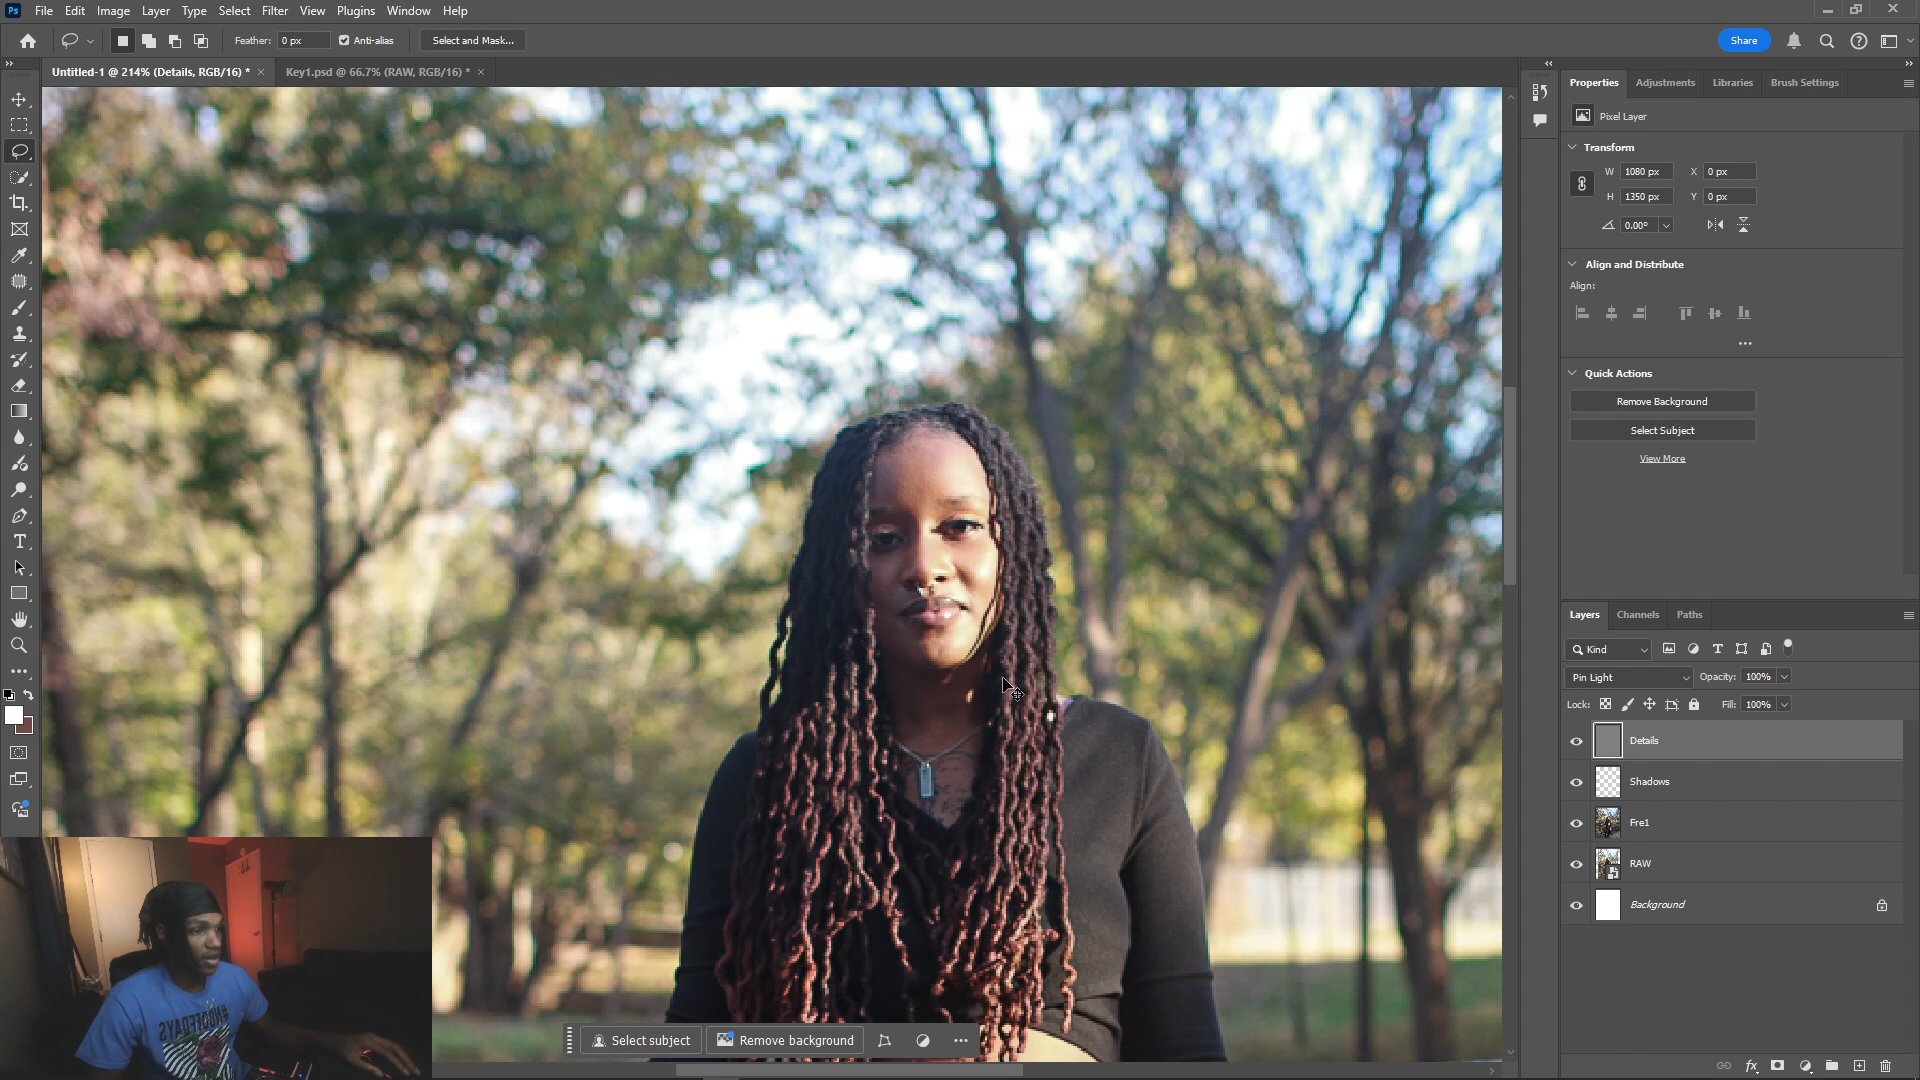 Ps File Edit Image Layer Type Select Filter View Plugins Window Help
Feather: 0 px Anti-alias Select and Mask... Share
Untitled-1 @ 214% (Details, RGB/16) * Key1.psd @ 66.7% (RAW, RGB/16) *
Properties Adjustments Libraries Brush Settings
Pixel Layer
Transform
W 1080 px X 0 px
H 1350 px Y 0 px
0.00°
Align and Distribute
Align:
Quick Actions
Remove Background
Select Subject
View More
Layers Channels Paths
Kind
Pin Light Opacity: 100%
Lock: Fill: 100%
Details
Shadows
Fre1
RAW
Background
Select subject Remove background